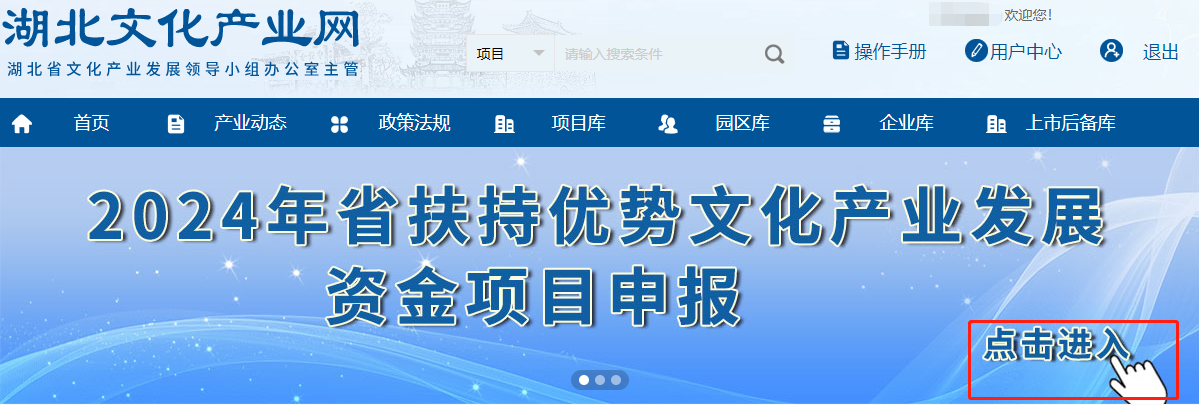 湖北文化产业网
湖北省文化产业发展领导小组办公室主管
欢迎您!
项目 请输入搜索条件
操作手册 用户中心 退出
首页 产业动态 政策法规 项目库 园区库 企业库 上市后备库
2024年省扶持优势文化产业发展
资金项目申报
点击进入